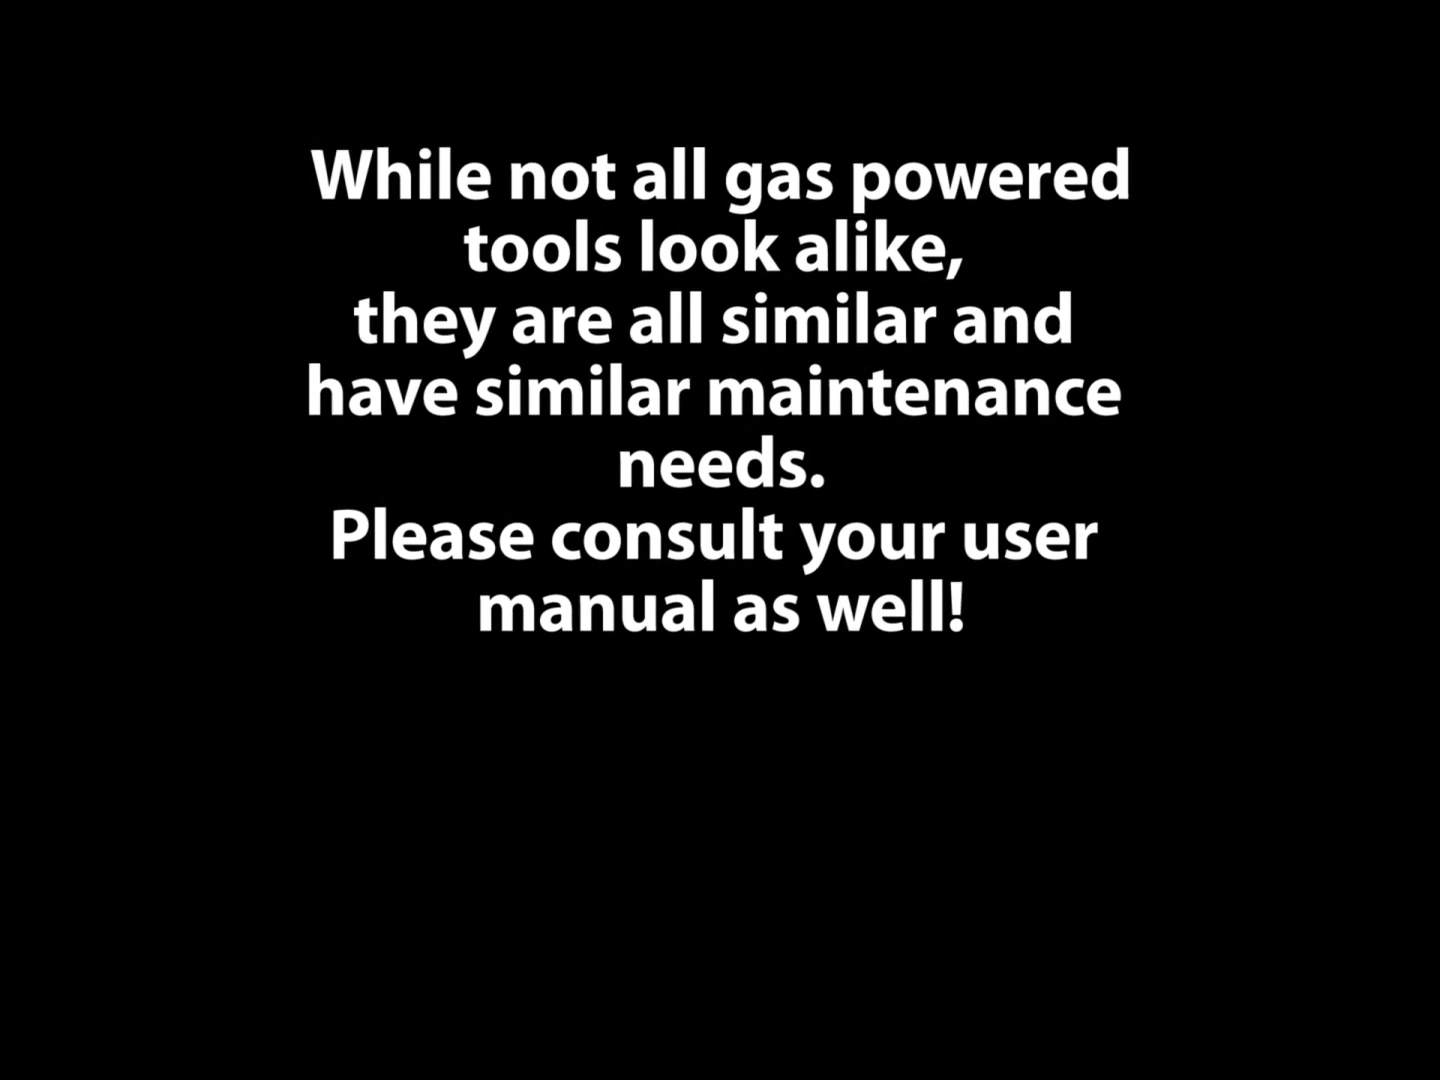 While not all gas powered
tools look alike,
they are all similar and
have similar maintenance
needs.
Please consult your user
manual as well!